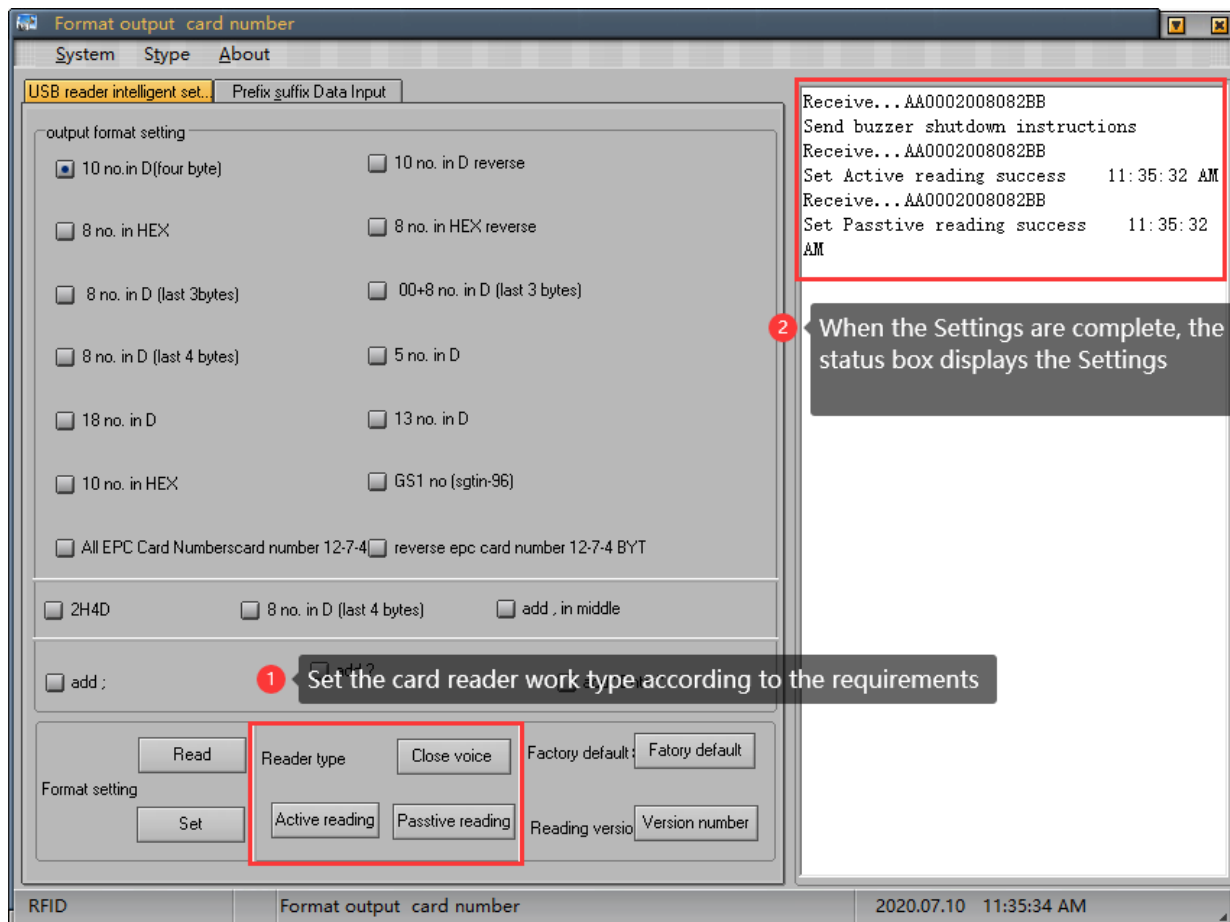 Format output  card number
System  Stype  About
USB reader intelligent set...  Prefix suffix Data Input
output format setting
10 no.in D(four byte)  10 no. in D reverse
8 no. in HEX  8 no. in HEX reverse
8 no. in D (last 3bytes)  00+8 no. in D (last 3 bytes)
8 no. in D (last 4 bytes)  5 no. in D
18 no. in D  13 no. in D
10 no. in HEX  GS1 no (sgtin-96)
All EPC Card Numberscard number 12-7-4  reverse epc card number 12-7-4 BYT
2H4D  8 no. in D (last 4 bytes)  add , in middle
add ;  add ?
1 Set the card reader work type according to the requirements
Format setting
Read
Set
Reader type  Close voice
Active reading  Passtive reading
Factory default:  Fatory default
Reading versio  Version number
Receive...AA0002008082BB
Send buzzer shutdown instructions
Receive...AA0002008082BB
Set Active reading success  11:35:32 AM
Receive...AA0002008082BB
Set Passtive reading success  11:35:32
AM
2 When the Settings are complete, the
status box displays the Settings
RFID  Format output  card number  2020.07.10  11:35:34 AM